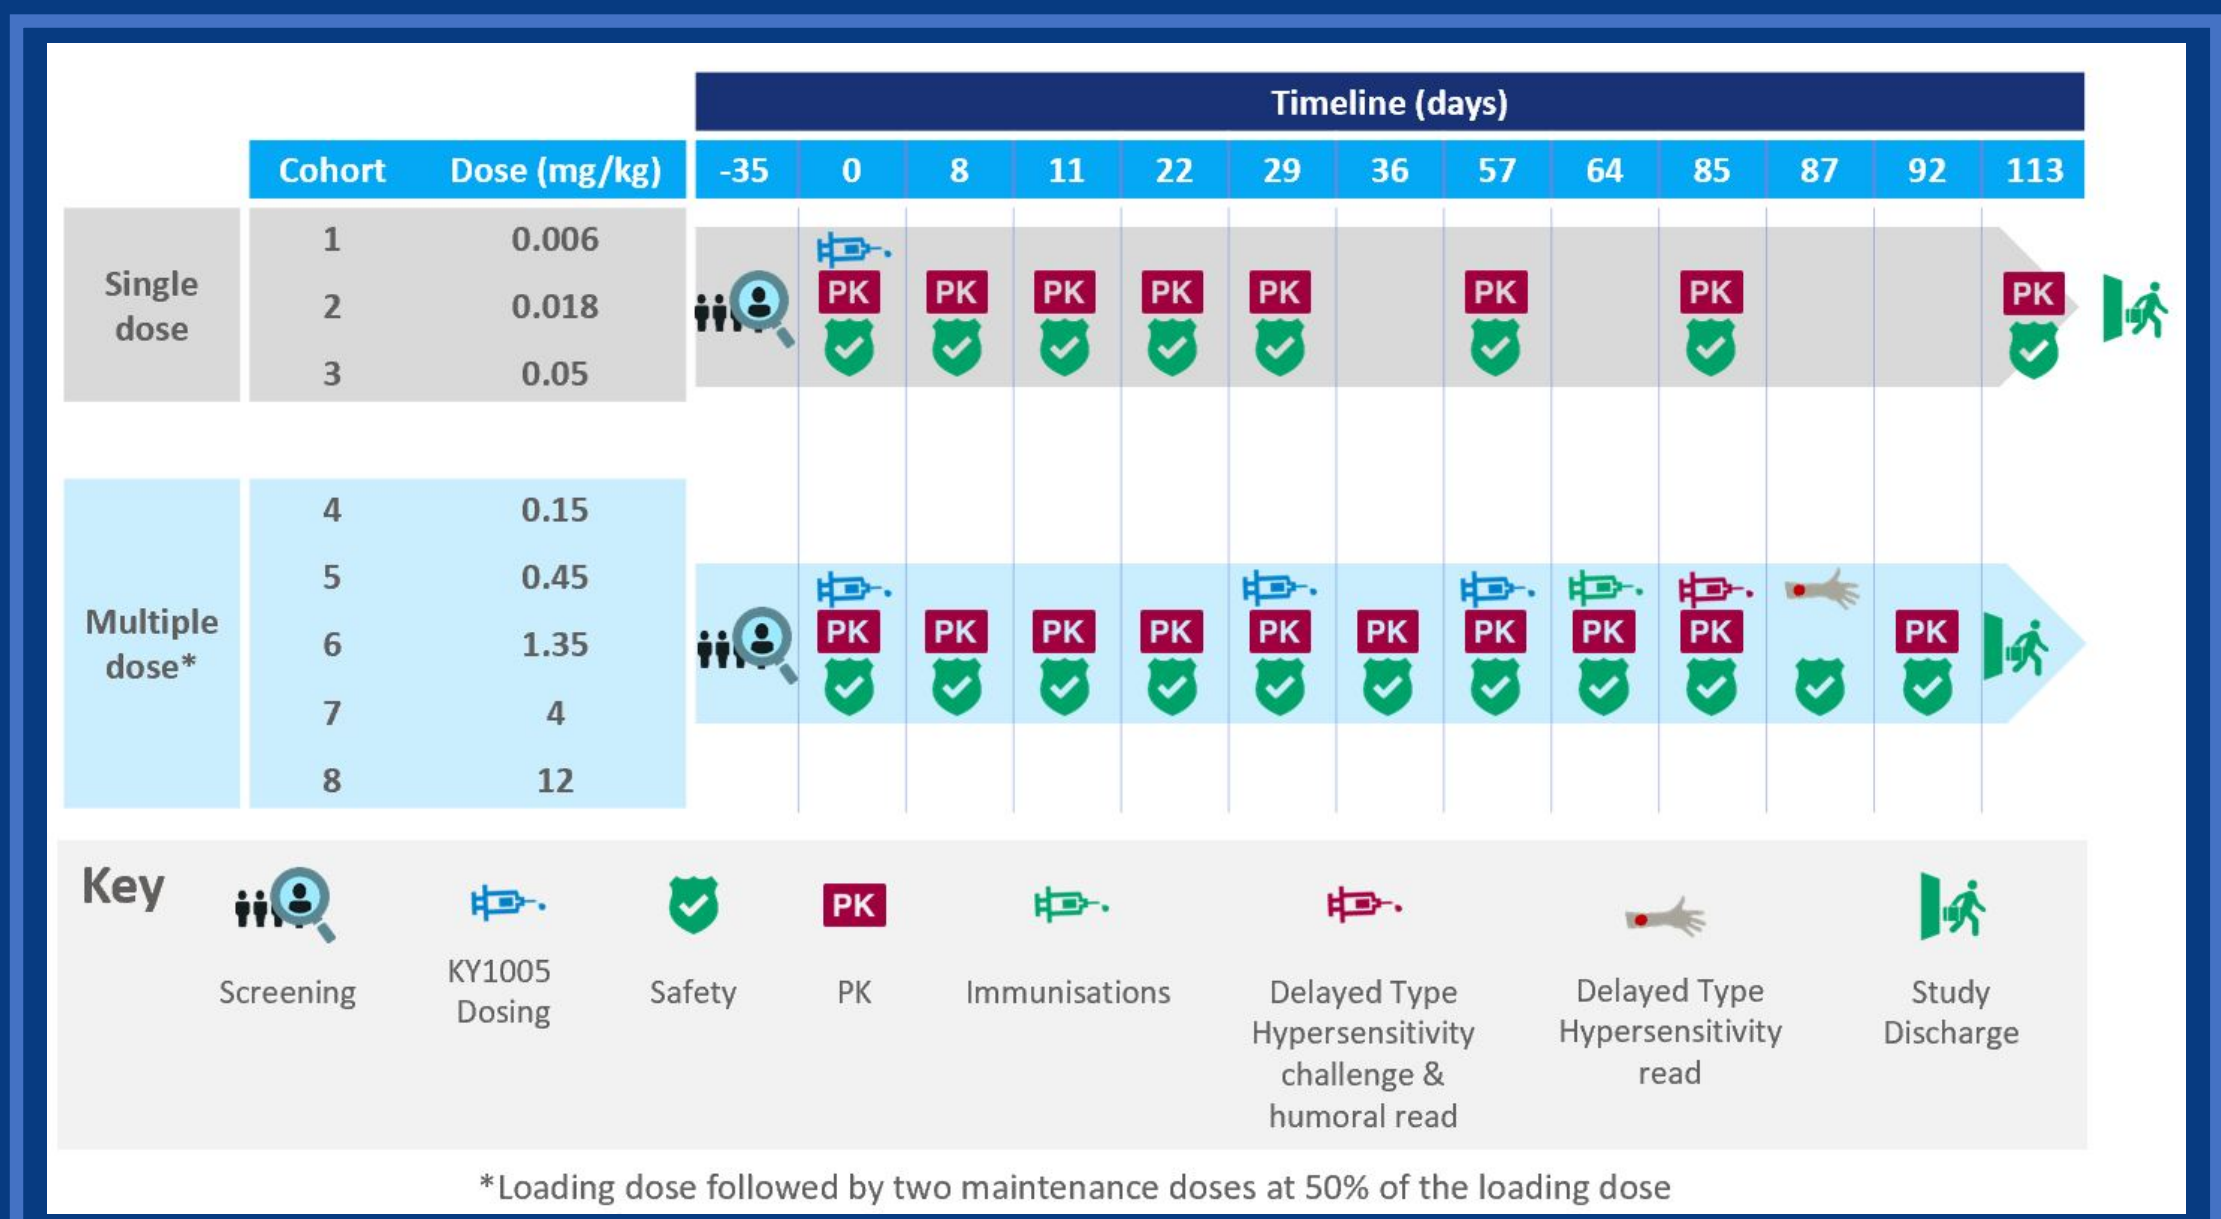 Timeline (days)
Cohort Dose (mg/kg) -35 0 8 11 22 29 36 57 64 85 87 92 113
Single
dose
1 0.006
2 0.018
3 0.05
PK PK PK PK PK PK PK PK
Multiple
dose*
4 0.15
5 0.45
6 1.35
7 4
8 12
PK PK PK PK PK PK PK PK PK PK
Key
PK
Screening
KY1005
Dosing
Safety
PK
Immunisations
Delayed Type
Hypersensitivity
challenge &
humoral read
Delayed Type
Hypersensitivity
read
Study
Discharge
*Loading dose followed by two maintenance doses at 50% of the loading dose